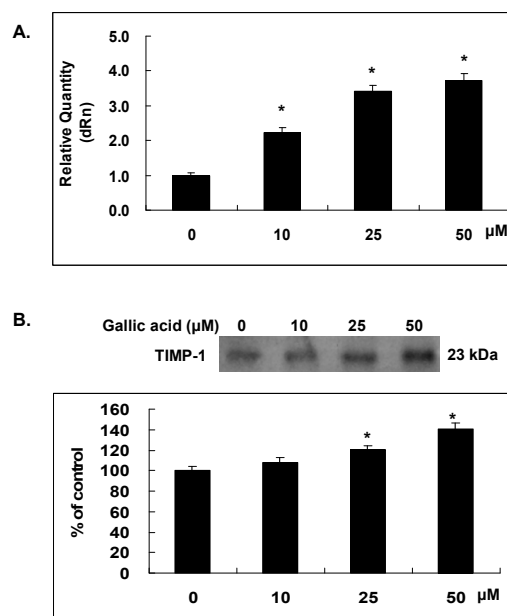 A.
Relative Quantity
(dRn)
5.0
4.0
3.0
2.0
1.0
0.0
*
*
*
0 10 25 50 µM
B.
Gallic acid (µM) 0 10 25 50
TIMP-1 23 kDa
% of control
160
140
120
100
80
60
40
20
0
*
*
0 10 25 50 µM